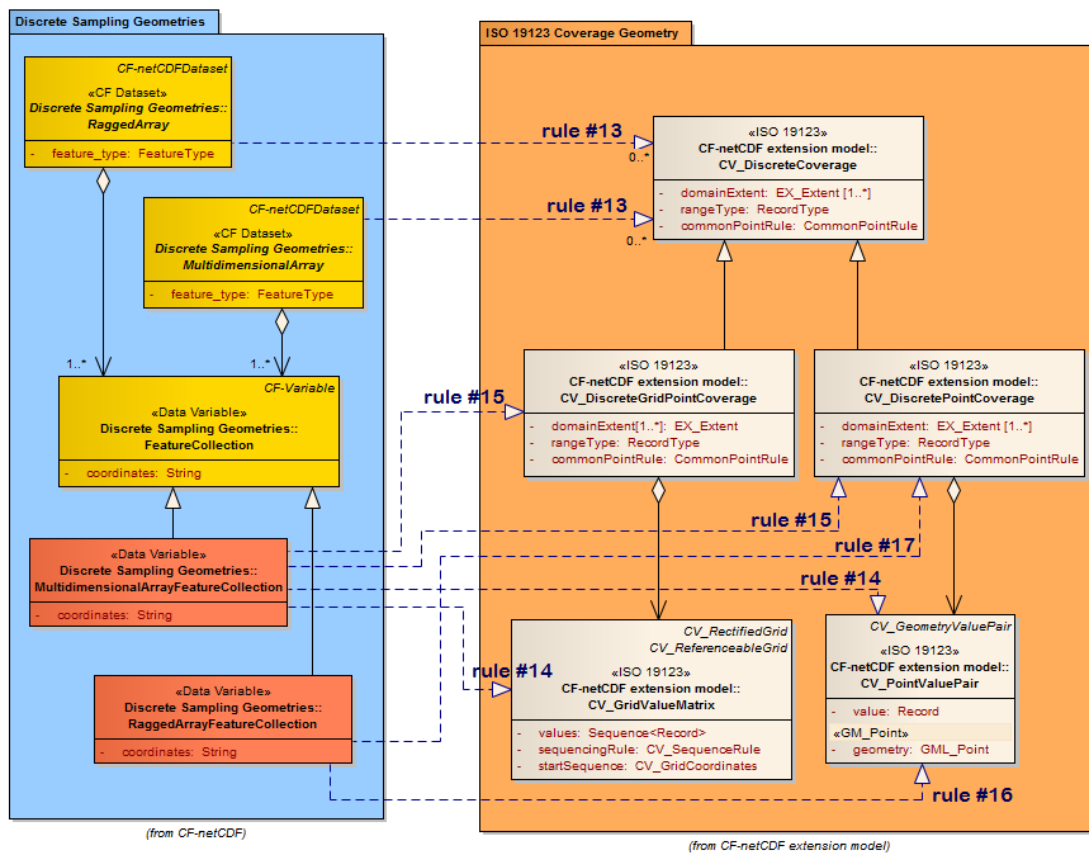 Discrete Sampling Geometries
CF-netCDFDataset
«CF Dataset»
Discrete Sampling Geometries::
RaggedArray
- feature_type: FeatureType
CF-netCDFDataset
«CF Dataset»
Discrete Sampling Geometries::
MultidimensionalArray
- feature_type: FeatureType
1..*
1..*
CF-Variable
«Data Variable»
Discrete Sampling Geometries::
FeatureCollection
- coordinates: String
«Data Variable»
Discrete Sampling Geometries::
MultidimensionalArrayFeatureCollection
- coordinates: String
«Data Variable»
Discrete Sampling Geometries::
RaggedArrayFeatureCollection
- coordinates: String
(from CF-netCDF)
rule #13
0..*
rule #13
0..*
rule #15
rule #15
rule #17
rule #14
rule #14
rule #16
ISO 19123 Coverage Geometry
«ISO 19123»
CF-netCDF extension model::
CV_DiscreteCoverage
- domainExtent: EX_Extent [1..*]
- rangeType: RecordType
- commonPointRule: CommonPointRule
«ISO 19123»
CF-netCDF extension model::
CV_DiscreteGridPointCoverage
- domainExtent[1..*]: EX_Extent
- rangeType: RecordType
- commonPointRule: CommonPointRule
«ISO 19123»
CF-netCDF extension model::
CV_DiscretePointCoverage
- domainExtent: EX_Extent [1..*]
- rangeType: RecordType
- commonPointRule: CommonPointRule
CV_RectifiedGrid
CV_ReferenceableGrid
«ISO 19123»
CF-netCDF extension model::
CV_GridValueMatrix
- values: Sequence<Record>
- sequencingRule: CV_SequenceRule
- startSequence: CV_GridCoordinates
CV_GeometryValuePair
«ISO 19123»
CF-netCDF extension model::
CV_PointValuePair
- value: Record
«GM_Point»
- geometry: GML_Point
(from CF-netCDF extension model)